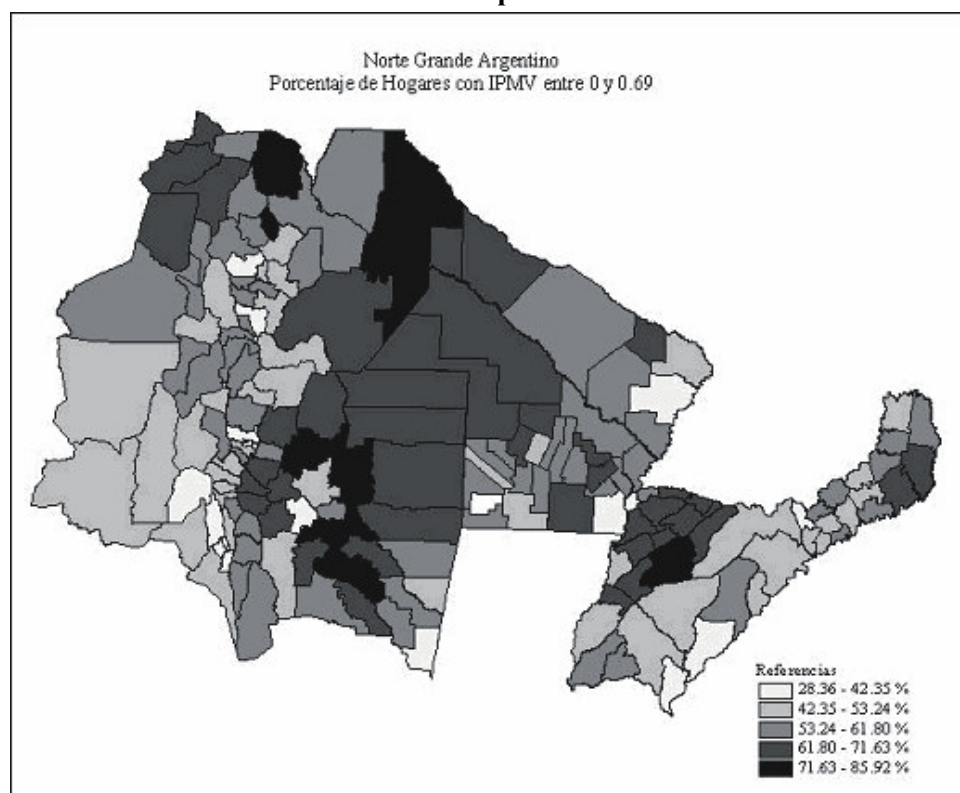 Norte Grande Argentino
Porcentaje de Hogares con IPMV entre 0 y 0.69
Referencias
28.36 - 42.35 %
42.35 - 53.24 %
53.24 - 61.80 %
61.80 - 71.63 %
71.63 - 85.92 %